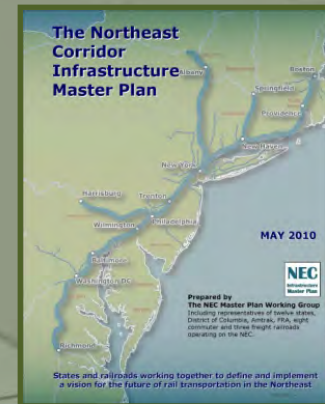 The Northeast
Corridor
Infrastructure
Master Plan
Albany
Boston
Springfield
Providence
New Haven
New York
Harrisburg
Trenton
Philadelphia
Wilmington
MAY 2010
Baltimore
Washington DC
NEC
Infrastructure
Master Plan
Prepared by
The NEC Master Plan Working Group
Including representatives of twelve states,
District of Columbia, Amtrak, FRA, eight
commuter and three freight railroads
operating on the NEC.
Richmond
States and railroads working together to define and implement
a vision for the future of rail transportation in the Northeast